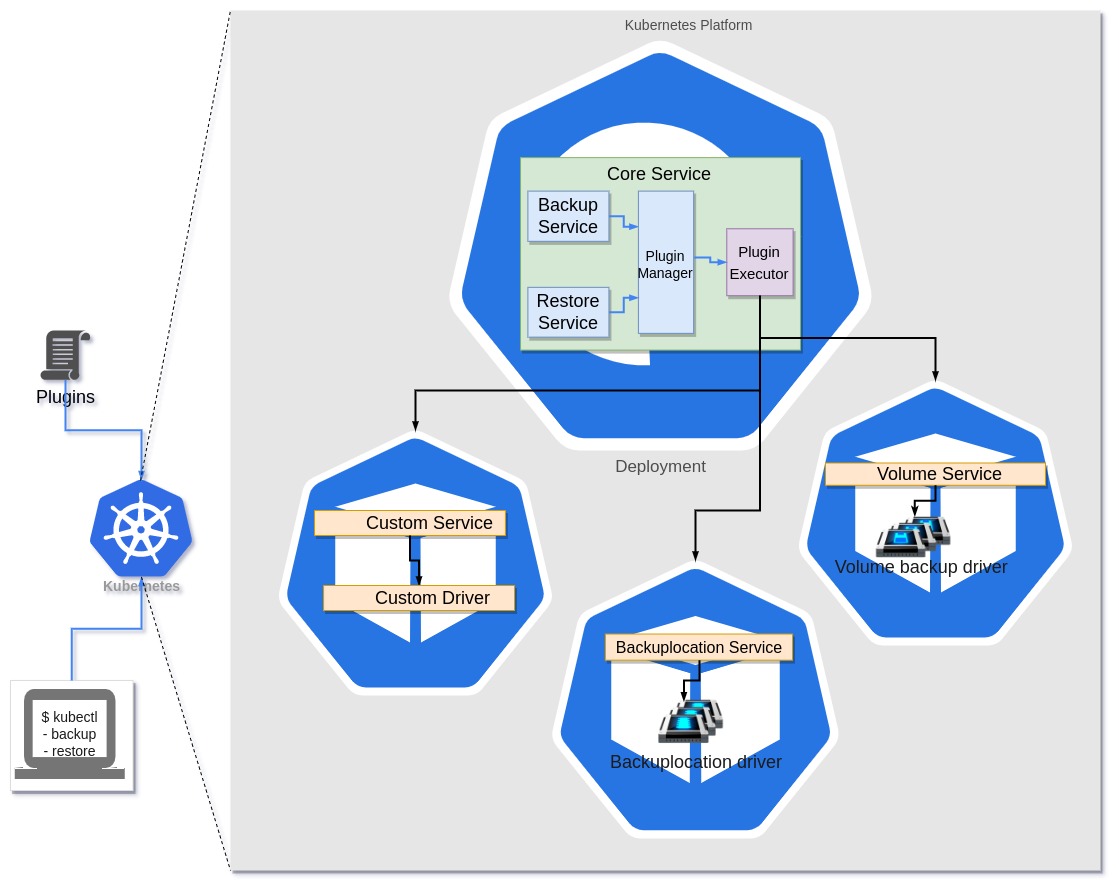 Kubernetes Platform
Core Service
Backup
Service
Plugin
Manager
Plugin
Executor
Restore
Service
Deployment
Plugins
Kubernetes
$ kubectl
- backup
- restore
Custom Service
Custom Driver
Backuplocation Service
Backuplocation driver
Volume Service
Volume backup driver